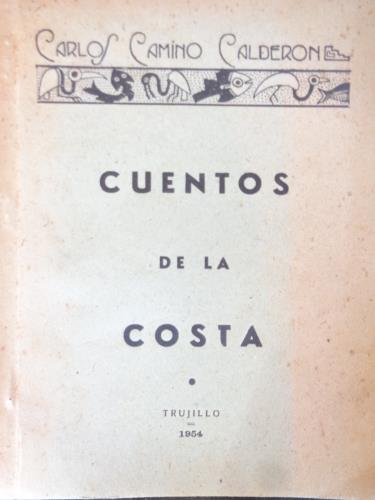 CARLOS CAMINO CALDERON
CUENTOS
DE LA
COSTA
TRUJILLO
1954